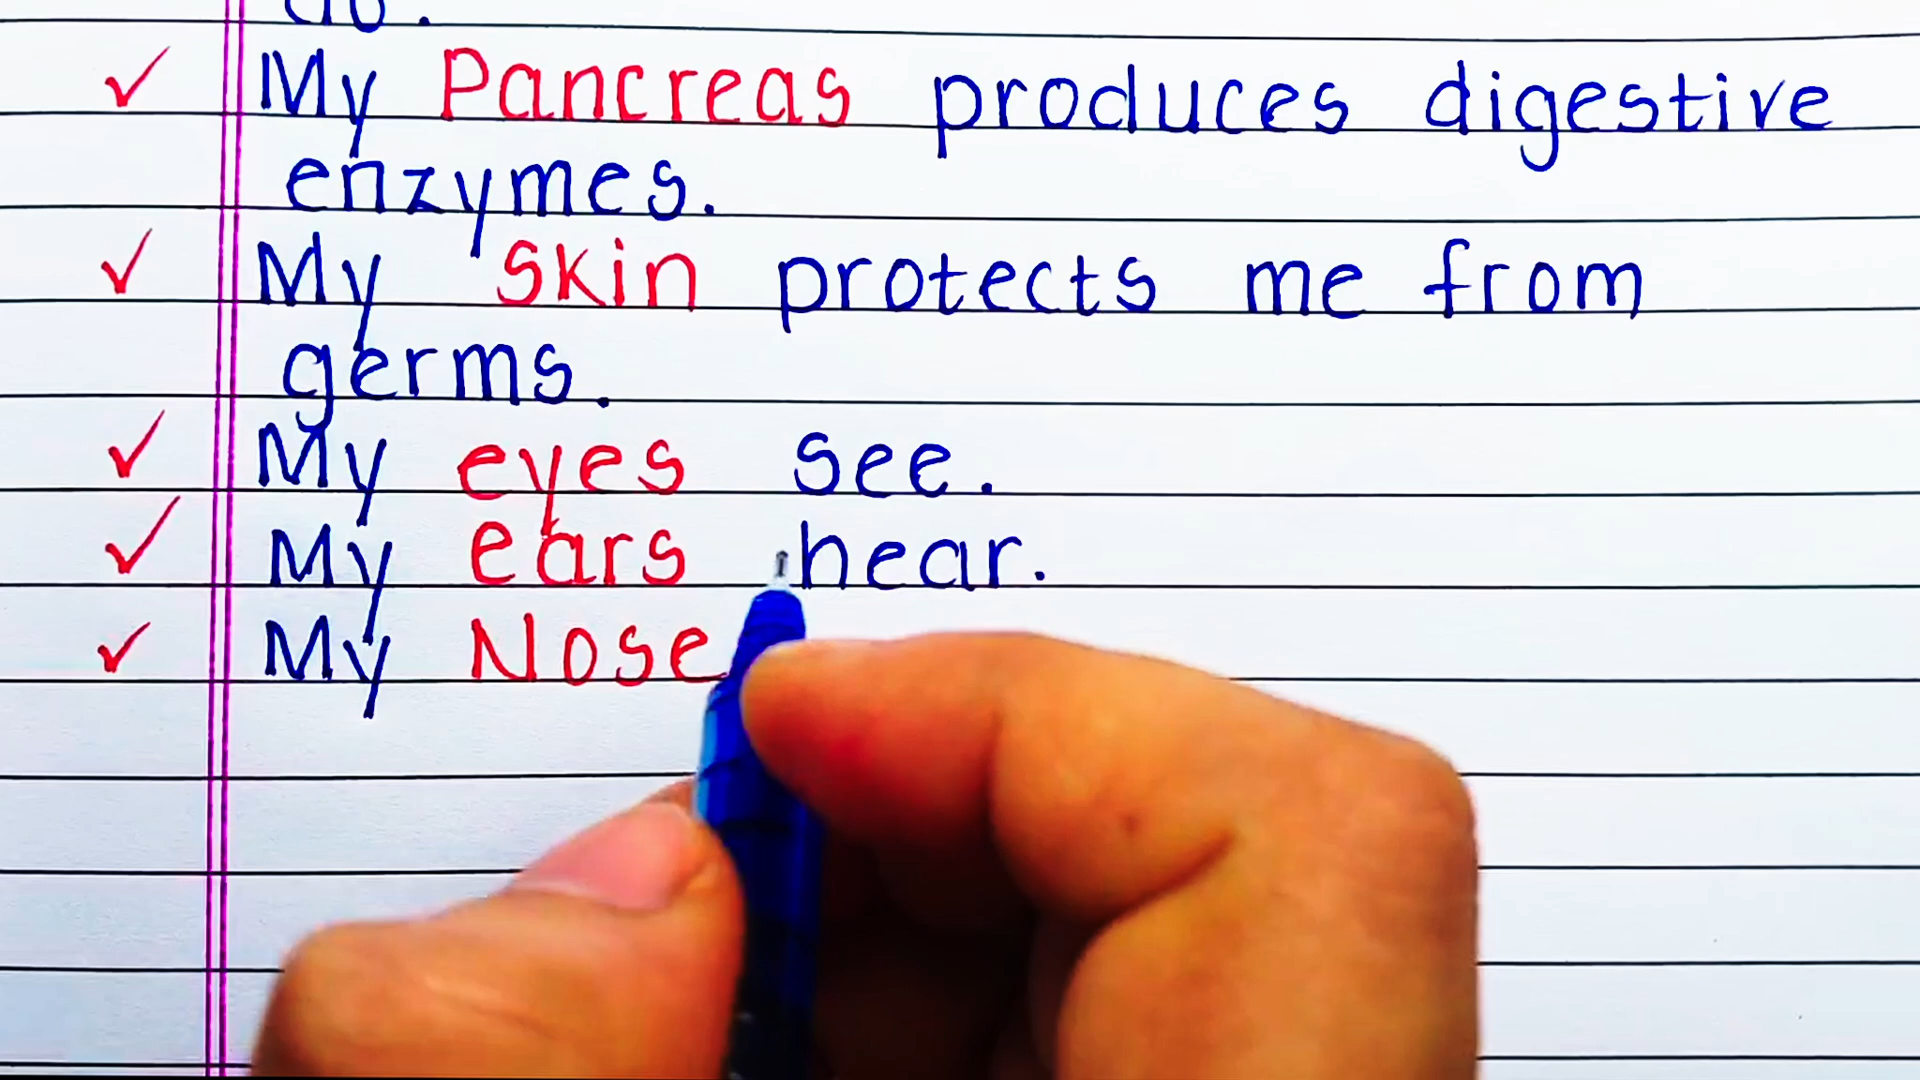 do.
✓ My Pancreas produces digestive
enzymes.
✓ My skin protects me from
germs.
✓ My eyes see.
✓ My ears hear.
✓ My Nose